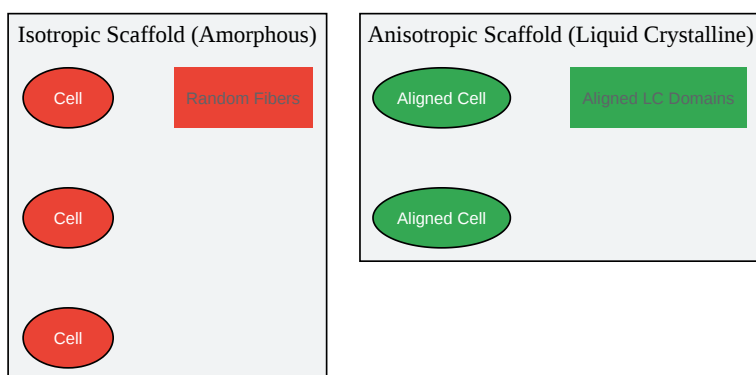 Isotropic Scaffold (Amorphous)
Cell
Random Fibers
Cell
Cell
Anisotropic Scaffold (Liquid Crystalline)
Aligned Cell
Aligned LC Domains
Aligned Cell